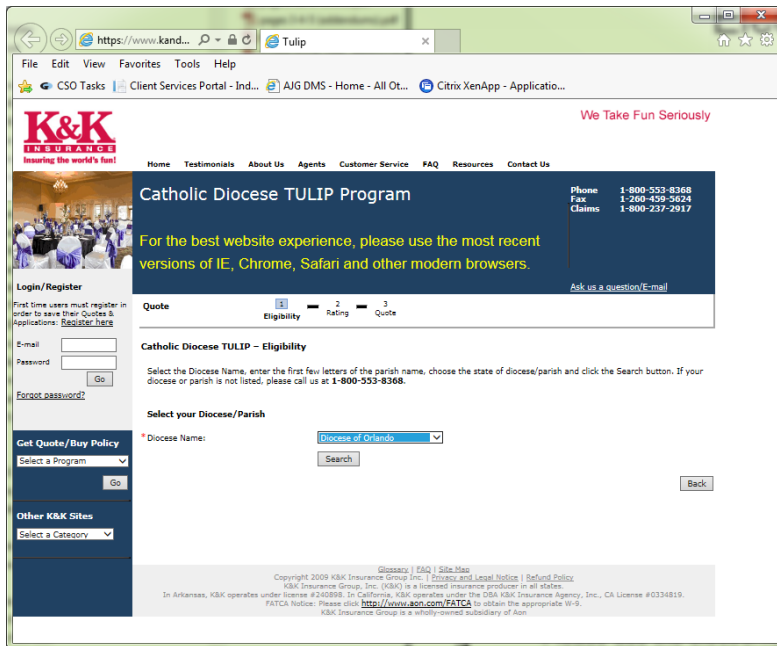 pages 3 4 5 (addendums).pdf
https://www.kand...
Tulip
File Edit View Favorites Tools Help
CSO Tasks Client Services Portal - Ind... AJG DMS - Home - All Ot... Citrix XenApp - Applicatio...
K&K
INSURANCE
Insuring the world's fun!
We Take Fun Seriously
Home Testimonials About Us Agents Customer Service FAQ Resources Contact Us
Catholic Diocese TULIP Program
Phone 1-800-553-8368
Fax 1-260-459-5624
Claims 1-800-237-2917
For the best website experience, please use the most recent
versions of IE, Chrome, Safari and other modern browsers.
Ask us a question/E-mail
Login/Register
First time users must register in
order to save their Quotes &
Applications: Register here
E-mail
Password
Go
Forgot password?
Get Quote/Buy Policy
Select a Program
Go
Other K&K Sites
Select a Category
Quote
1 2 3
Eligibility Rating Quote
Catholic Diocese TULIP – Eligibility
Select the Diocese Name, enter the first few letters of the parish name, choose the state of diocese/parish and click the Search button. If your
diocese or parish is not listed, please call us at 1-800-553-8368.
Select your Diocese/Parish
* Diocese Name: Diocese of Orlando
Search
Back
Glossary | FAQ | Site Map
Copyright 2009 K&K Insurance Group Inc. | Privacy and Legal Notice | Refund Policy
K&K Insurance Group, Inc. (K&K) is a licensed insurance producer in all states.
In Arkansas, K&K operates under license #240898. In California, K&K operates under the DBA K&K Insurance Agency, Inc., CA License #0334819.
FATCA Notice: Please click http://www.aon.com/FATCA to obtain the appropriate W-9.
K&K Insurance Group is a wholly-owned subsidiary of Aon